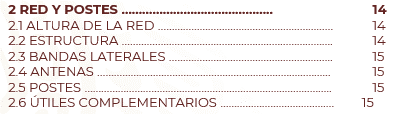 2 RED Y POSTES ............................................ 14
2.1 ALTURA DE LA RED ...................................................... 14
2.2 ESTRUCTURA ................................................................. 14
2.3 BANDAS LATERALES ................................................... 15
2.4 ANTENAS ........................................................................ 15
2.5 POSTES ........................................................................... 15
2.6 ÚTILES COMPLEMENTARIOS ................................... 15